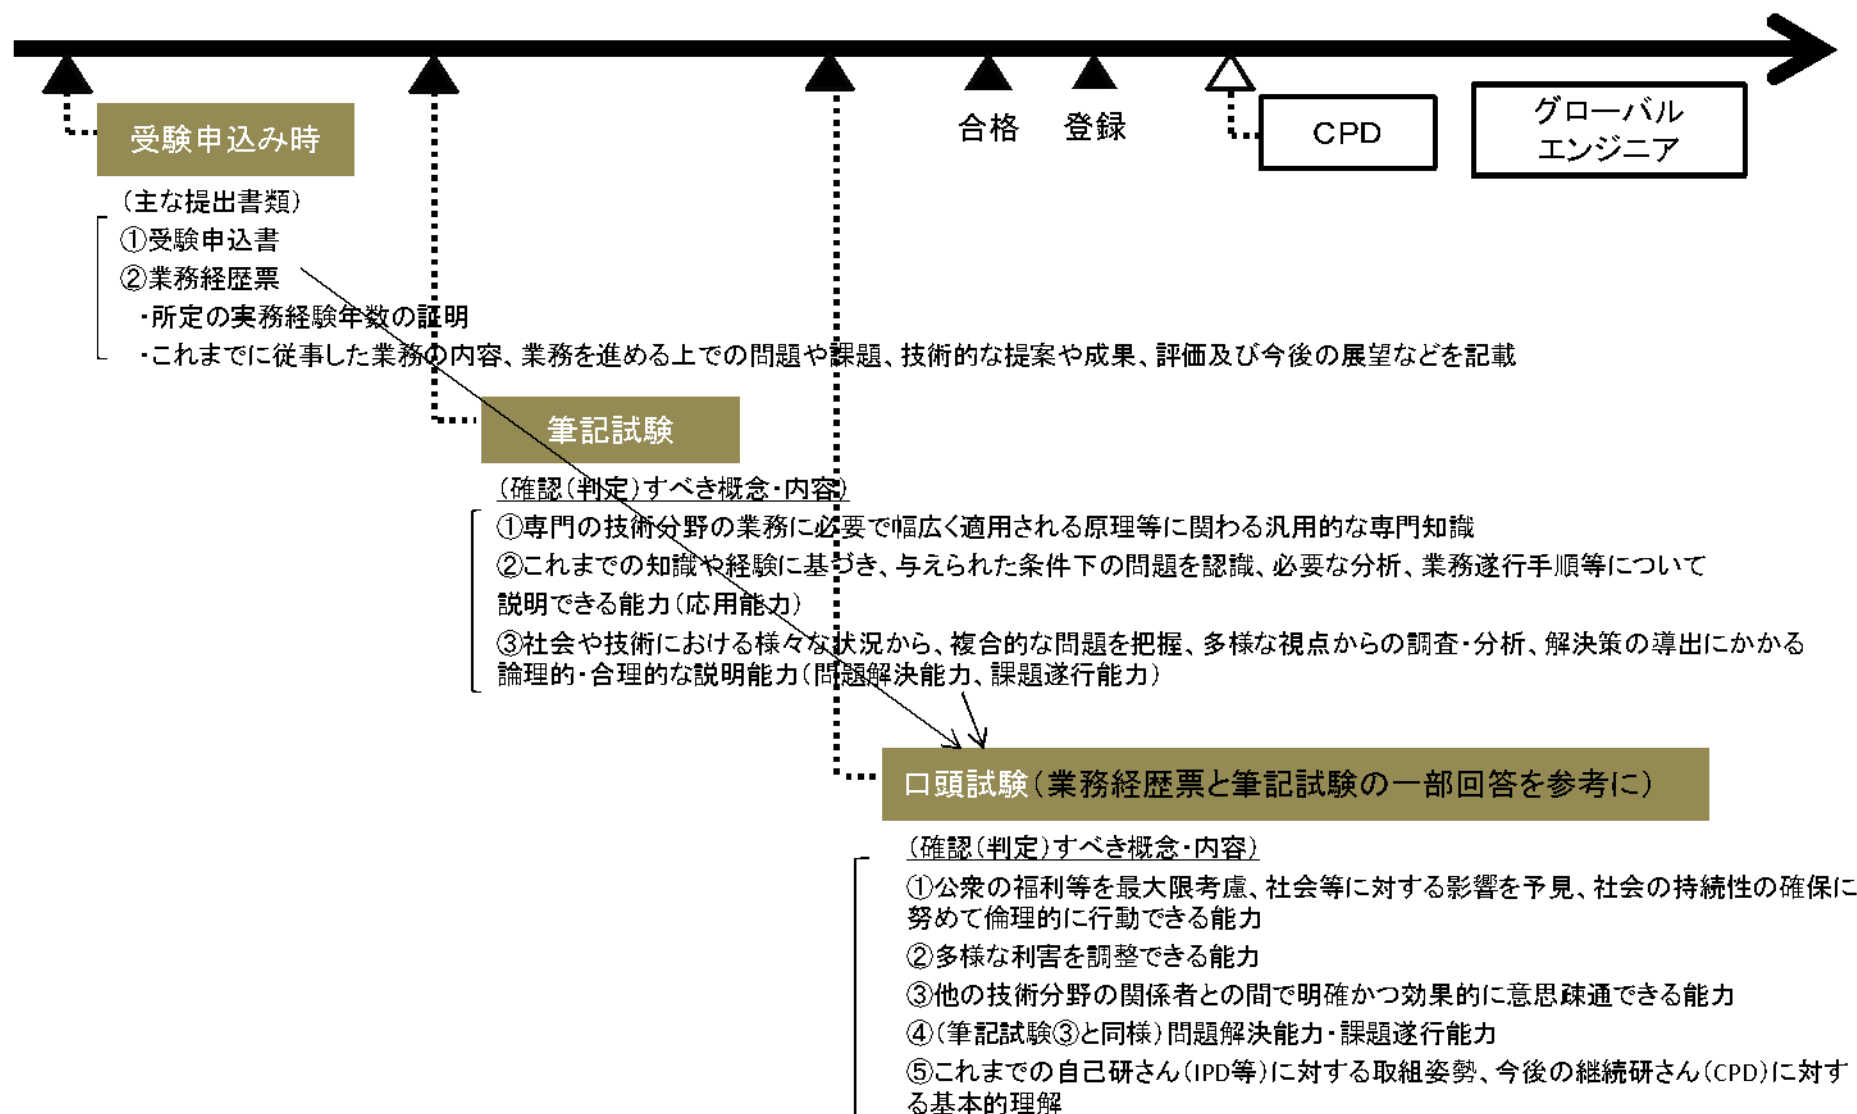 合格
登録
CPD
グローバル
エンジニア
受験申込み時
(主な提出書類)
①受験申込書
②業務経歴票
・所定の実務経験年数の証明
・これまでに従事した業務の内容、業務を進める上での問題や課題、技術的な提案や成果、評価及び今後の展望などを記載
筆記試験
(確認(判定)すべき概念・内容)
①専門の技術分野の業務に必要で幅広く適用される原理等に関わる汎用的な専門知識
②これまでの知識や経験に基づき、与えられた条件下の問題を認識、必要な分析、業務遂行手順等について
説明できる能力(応用能力)
③社会や技術における様々な状況から、複合的な問題を把握、多様な視点からの調査・分析、解決策の導出にかかる
論理的・合理的な説明能力(問題解決能力、課題遂行能力)
口頭試験(業務経歴票と筆記試験の一部回答を参考に)
(確認(判定)すべき概念・内容)
①公衆の福利等を最大限考慮、社会等に対する影響を予見、社会の持続性の確保に
努めて倫理的に行動できる能力
②多様な利害を調整できる能力
③他の技術分野の関係者との間で明確かつ効果的に意思疎通できる能力
④(筆記試験③と同様)問題解決能力・課題遂行能力
⑤これまでの自己研さん(IPD等)に対する取組姿勢、今後の継続研さん(CPD)に対す
る基本的理解